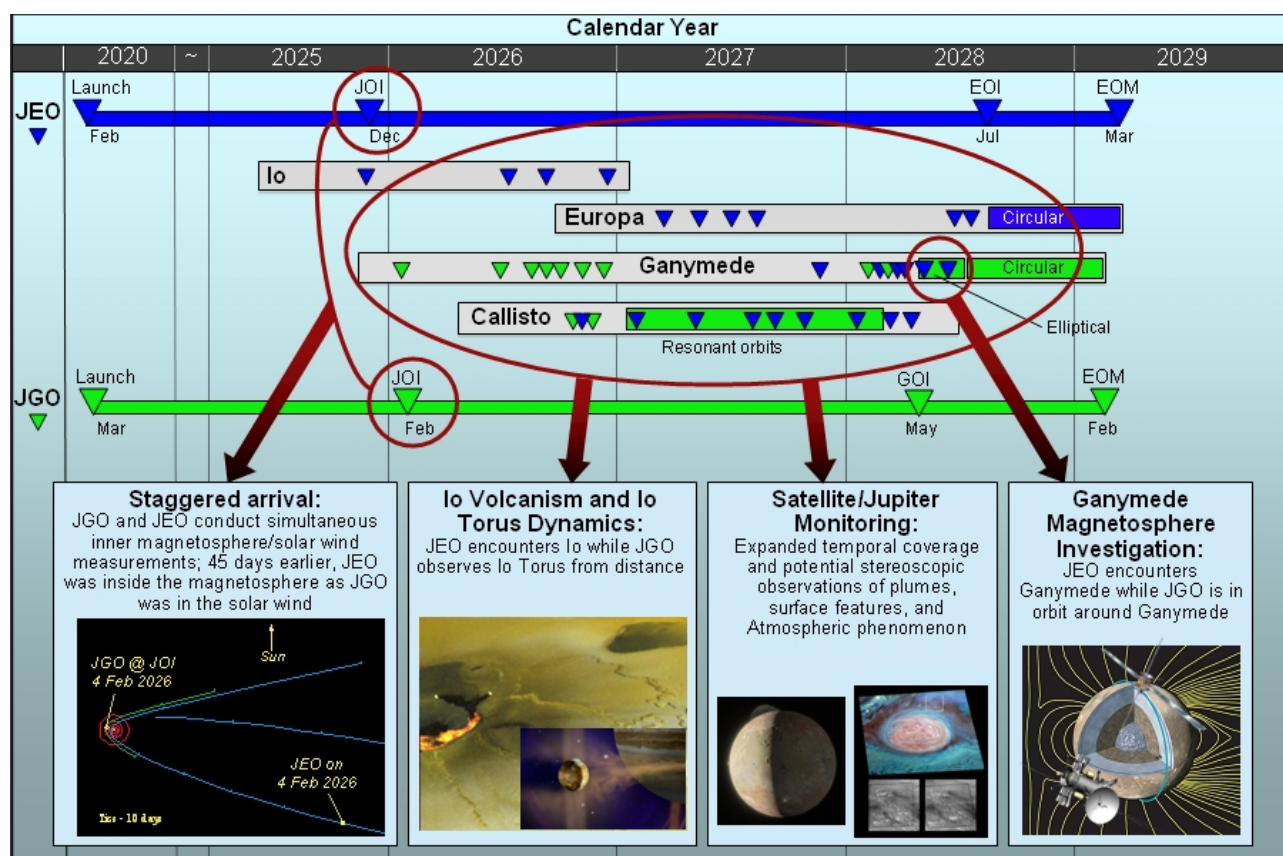 Calendar Year
2020 ~ 2025 2026 2027 2028 2029
Launch JOI EOI EOM
JEO
Feb Dec Jul Mar
Io
Europa Circular
Ganymede Circular
Elliptical
Callisto
Resonant orbits
Launch JOI GOI EOM
JGO
Mar Feb May Feb
Staggered arrival:
JGO and JEO conduct simultaneous
inner magnetosphere/solar wind
measurements; 45 days earlier, JEO
was inside the magnetosphere as JGO
was in the solar wind
Sun
JGO @ JOI
4 Feb 2026
JEO on
4 Feb 2026
Io Volcanism and Io
Torus Dynamics:
JEO encounters Io while JGO
observes Io Torus from distance
Satellite/Jupiter
Monitoring:
Expanded temporal coverage
and potential stereoscopic
observations of plumes,
surface features, and
Atmospheric phenomenon
Ganymede
Magnetosphere
Investigation:
JEO encounters
Ganymede while JGO is in
orbit around Ganymede
- 10 days